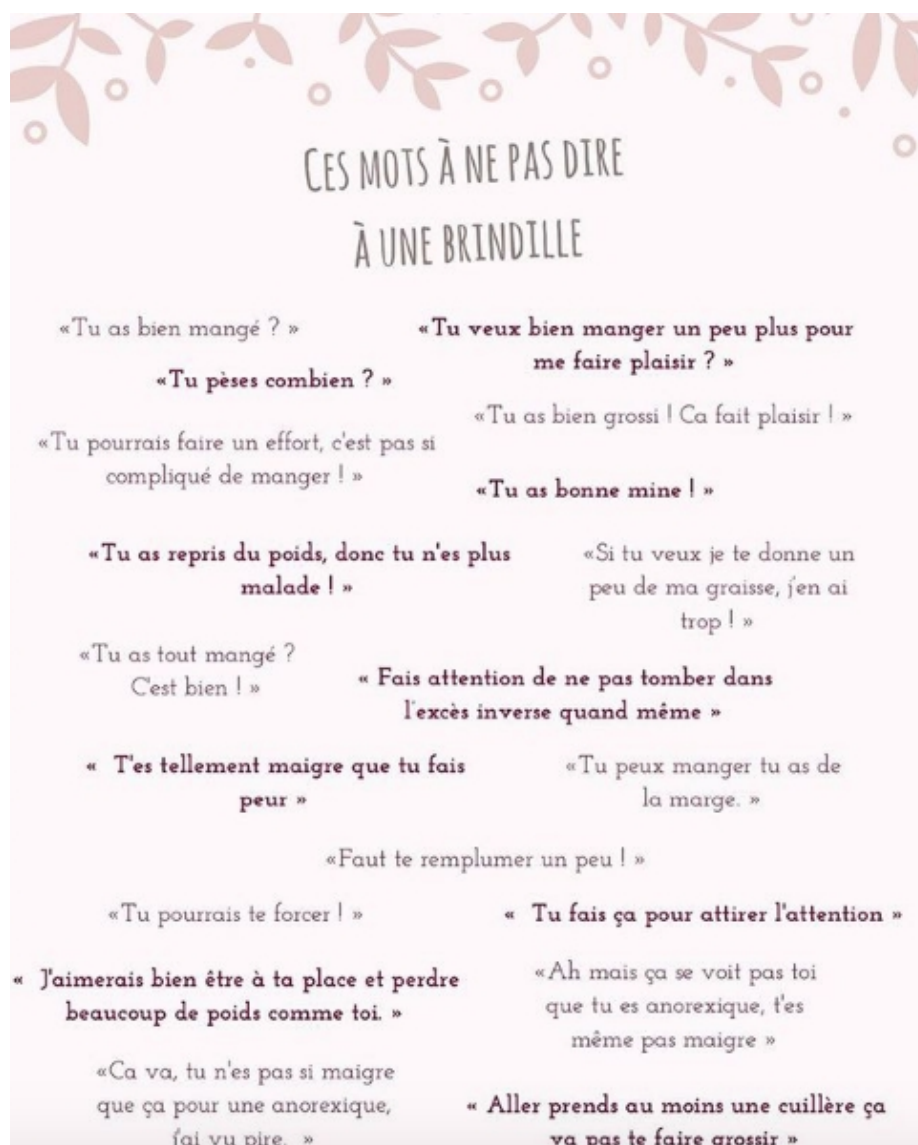 CES MOTS À NE PAS DIRE
À UNE BRINDILLE
«Tu as bien mangé ? »
«Tu veux bien manger un peu plus pour
me faire plaisir ? »
«Tu pèses combien ? »
«Tu as bien grossi ! Ca fait plaisir ! »
«Tu pourrais faire un effort, c'est pas si
compliqué de manger ! »
«Tu as bonne mine ! »
«Tu as repris du poids, donc tu n'es plus
malade ! »
«Si tu veux je te donne un
peu de ma graisse, j'en ai
trop ! »
«Tu as tout mangé ?
C'est bien ! »
« Fais attention de ne pas tomber dans
l'excès inverse quand même »
« T'es tellement maigre que tu fais
peur »
«Tu peux manger tu as de
la marge. »
«Faut te remplumer un peu ! »
«Tu pourrais te forcer ! »
« Tu fais ça pour attirer l'attention »
« J'aimerais bien être à ta place et perdre
beaucoup de poids comme toi. »
«Ah mais ça se voit pas toi
que tu es anorexique, t'es
même pas maigre »
«Ca va, tu n'es pas si maigre
que ça pour une anorexique,
j'ai vu pire. »
« Aller prends au moins une cuillère ça
va pas te faire grossir »